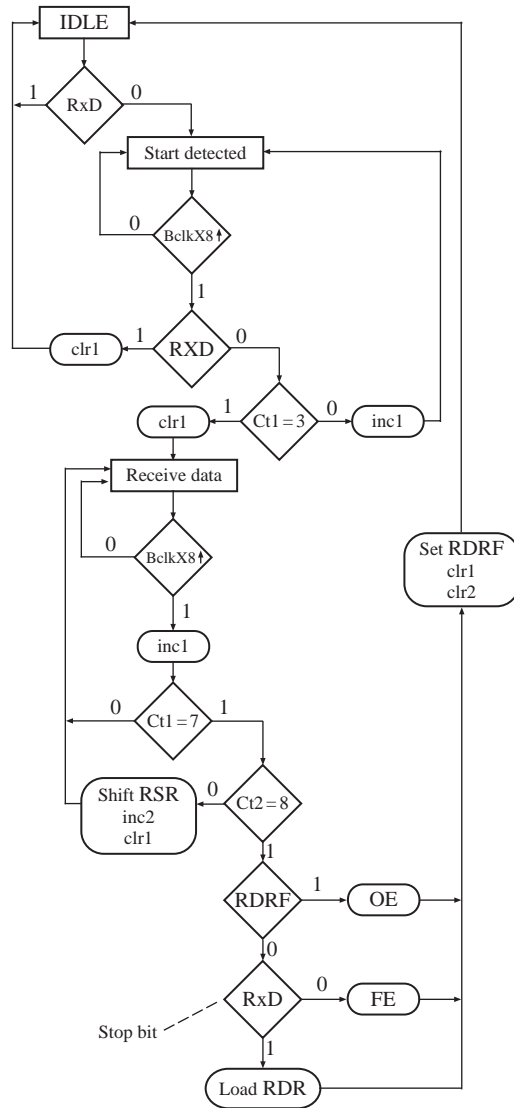 IDLE
RxD
1
0
Start detected
0
BclkX8
1
RXD
1
0
clr1
Ct1 = 3
1
0
clr1
inc1
Receive data
0
BclkX8
1
Set RDRF
clr1
clr2
inc1
0
1
Ct1 = 7
Shift RSR
inc2
clr1
0
Ct2 = 8
1
RDRF
1
OE
0
RxD
0
FE
Stop bit
1
Load RDR